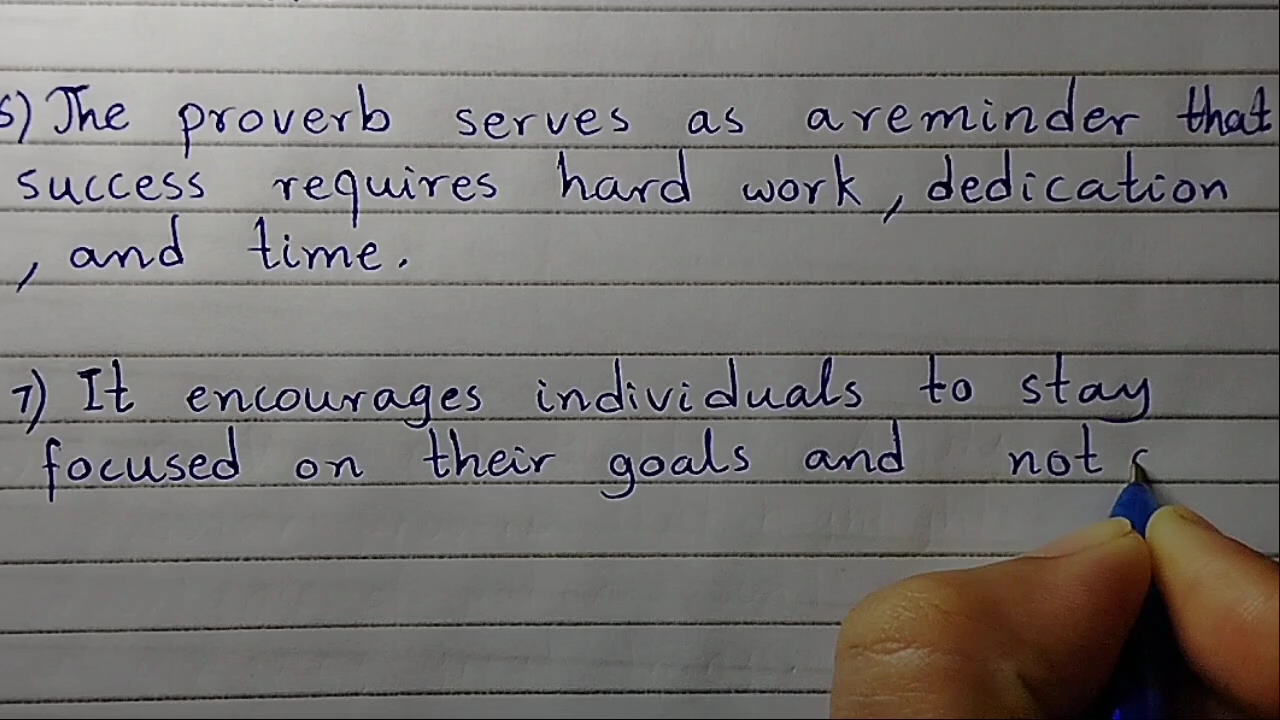 6) The proverb serves as areminder that
success requires hard work, dedication
, and time.
7) It encourages individuals to stay
focused on their goals and not